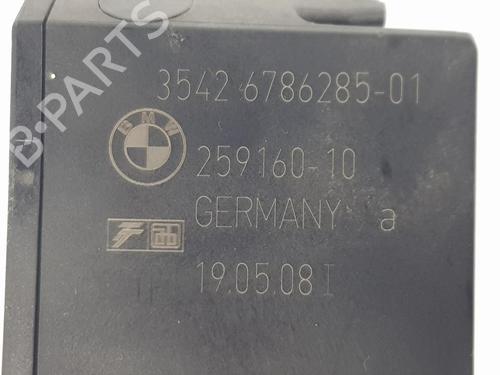 B-PARTS
3542 6786285-01
BMW
259160-10
GERMANY a
19.05.08 I